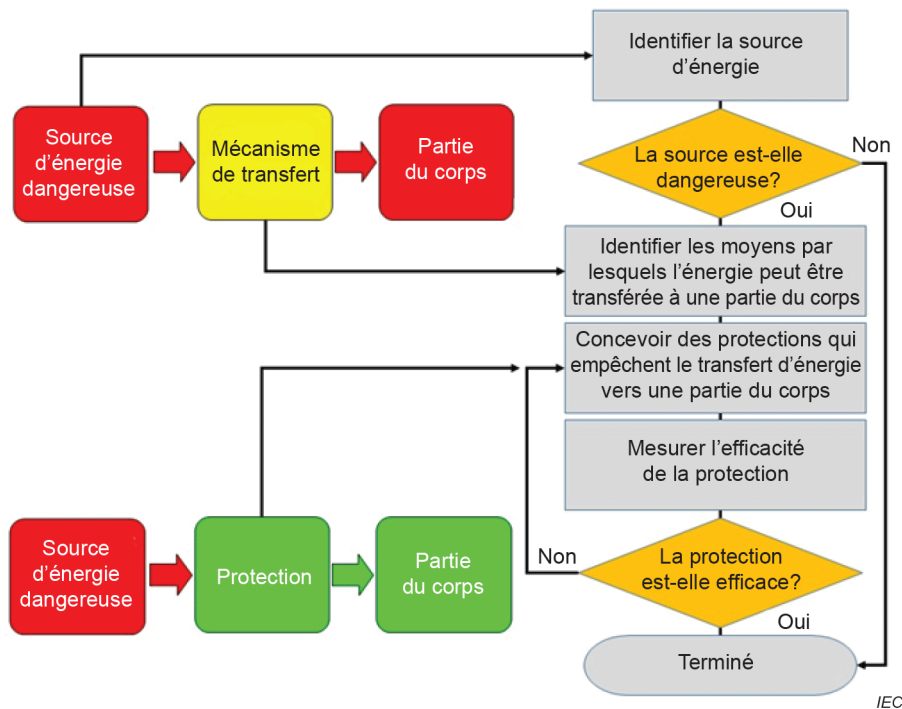 Identifier la source
d'énergie
Source
d'énergie
dangereuse
Mécanisme
de transfert
Partie
du corps
La source est-elle
dangereuse?
Non
Oui
Identifier les moyens par
lesquels l'énergie peut être
transférée à une partie du corps
Concevoir des protections qui
empêchent le transfert d'énergie
vers une partie du corps
Mesurer l'efficacité
de la protection
Source
d'énergie
dangereuse
Protection
Partie
du corps
Non
La protection
est-elle efficace?
Oui
Terminé
IEC